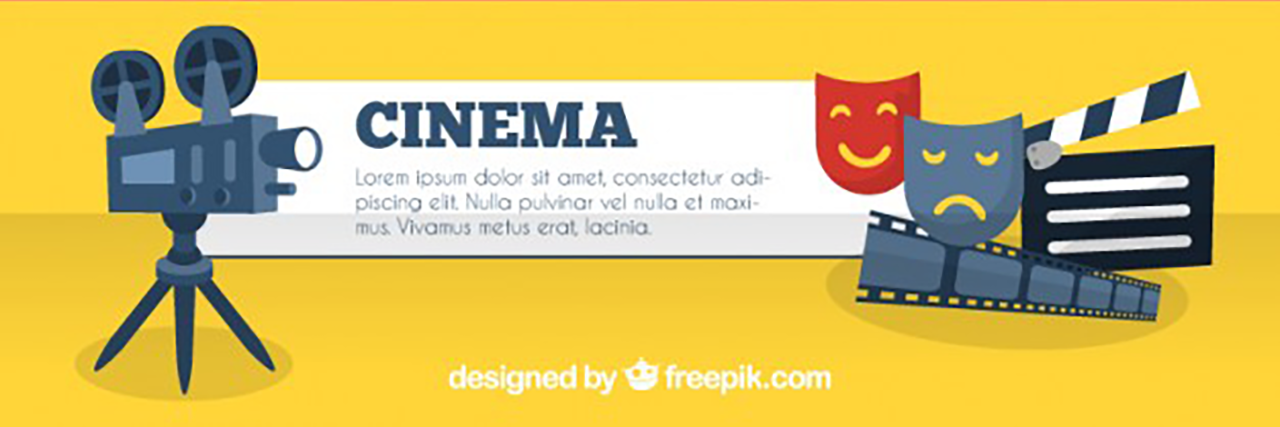 CINEMA
Lorem ipsum dolor sit amet, consectetur adi-
piscing elit. Nulla pulvinar vel nulla et maxi-
mus. Vivamus metus erat, lacinia.
designed by freepik.com